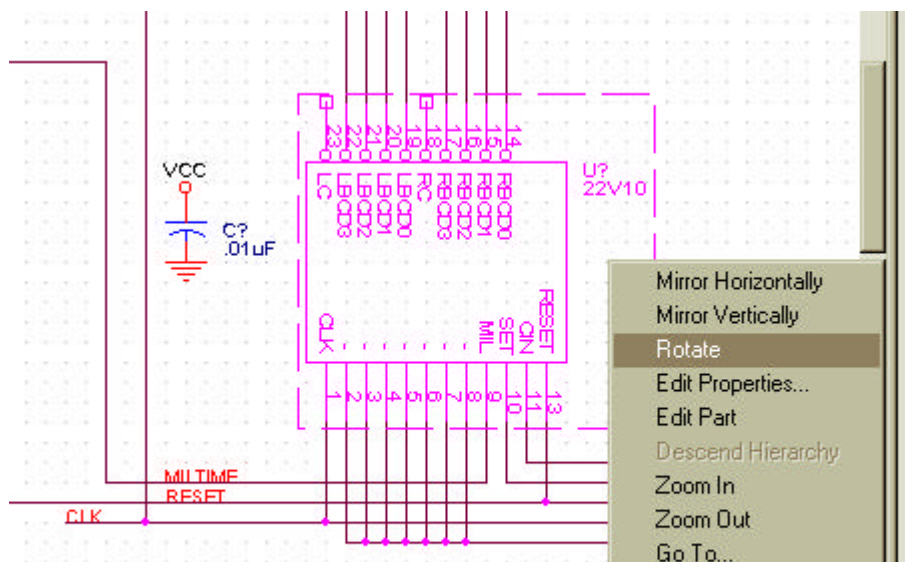 23 22 21 20 19 18 17 16 15 14
VCC
U?
22V10
LC LBCD3 LBCD2 LBCD1 LBCD0 RC RBCD3 RBCD2 RBCD1 RBCD0
C?
.01uF
CLK MIL SET CIN RESET
1 2 3 4 5 6 7 8 9 10 11 13
MILTIME
RESET
CLK
Mirror Horizontally
Mirror Vertically
Rotate
Edit Properties...
Edit Part
Descend Hierarchy
Zoom In
Zoom Out
Go To...